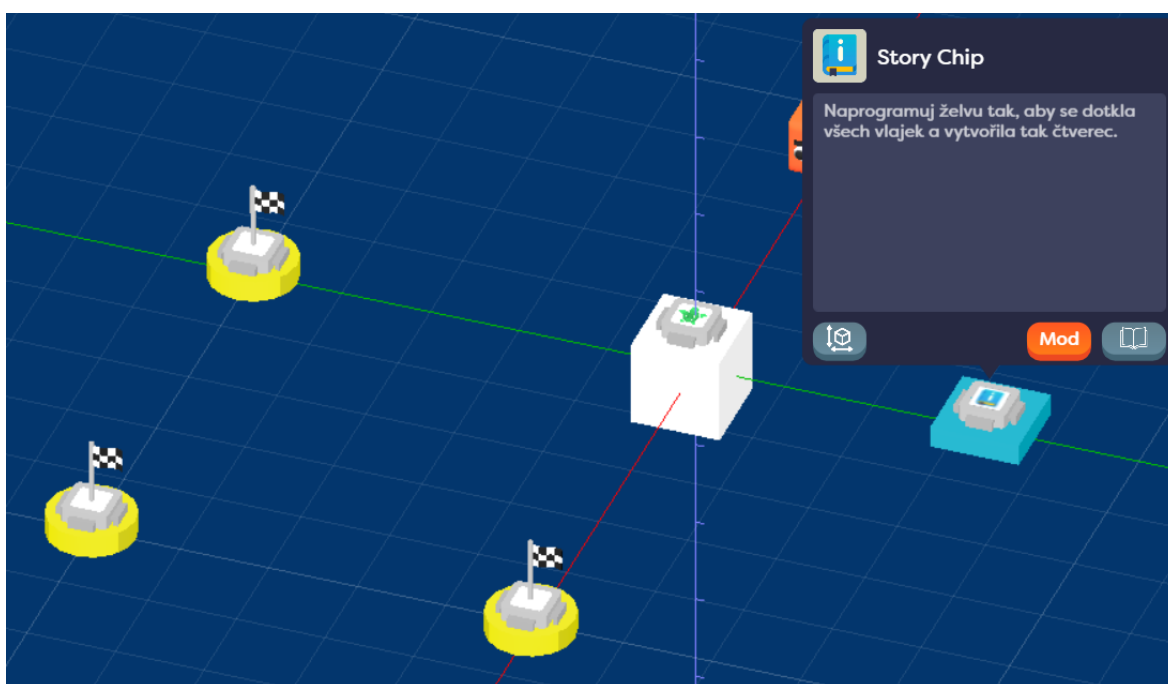 Story Chip
Naprogramuj želvu tak, aby se dotkla
všech vlajek a vytvořila tak čtverec.
Mod